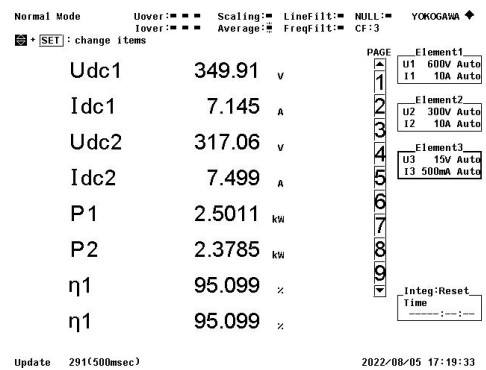 Normal Mode Uover:- - - Scaling:- LineFilt:- NULL:- YOKOGAWA
Iover:- - - Average: FreqFilt:- CF:3
+ SET : change items
PAGE
Udc1 349.91 V
Idc1 7.145 A
Udc2 317.06 V
Idc2 7.499 A
P1 2.5011 kW
P2 2.3785 kW
η1 95.099 %
η1 95.099 %
1
2
3
4
5
6
7
8
9
Element1
U1 600V Auto
I1 10A Auto
Element2
U2 300V Auto
I2 10A Auto
Element3
U3 15V Auto
I3 500mA Auto
Integ:Reset
Time
-----:--:--
Update 291(500msec) 2022/08/05 17:19:33